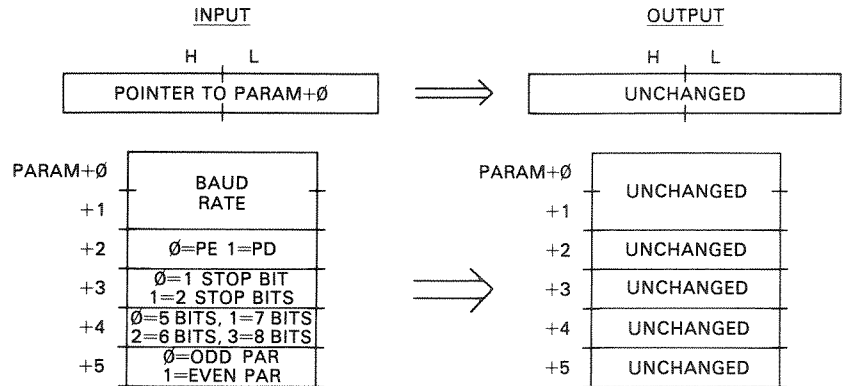 INPUT
H L
POINTER TO PARAM+Ø
PARAM+Ø
+1
BAUD
RATE
+2
Ø=PE 1=PD
+3
Ø=1 STOP BIT
1=2 STOP BITS
+4
Ø=5 BITS, 1=7 BITS
2=6 BITS, 3=8 BITS
+5
Ø=ODD PAR
1=EVEN PAR
OUTPUT
H L
UNCHANGED
PARAM+Ø
+1
UNCHANGED
+2
UNCHANGED
+3
UNCHANGED
+4
UNCHANGED
+5
UNCHANGED